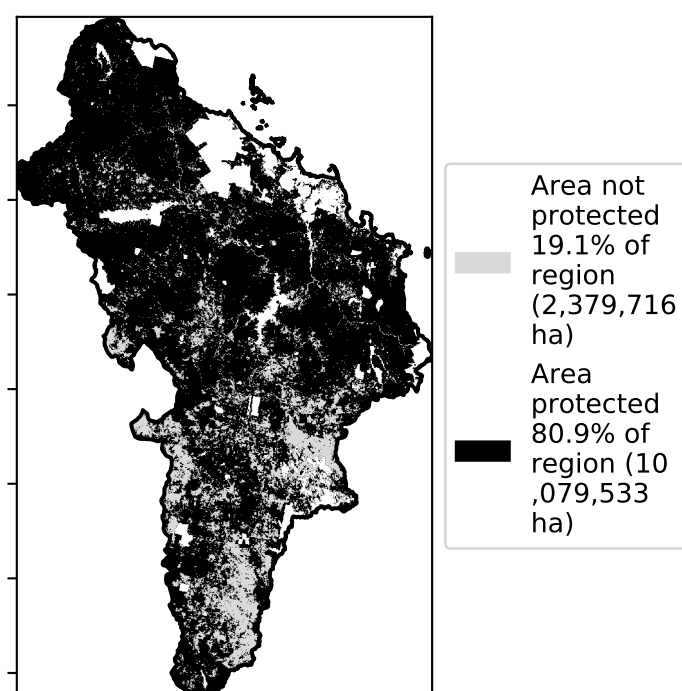 Area not
protected
19.1% of
region
(2,379,716
ha)
Area
protected
80.9% of
region (10
,079,533
ha)